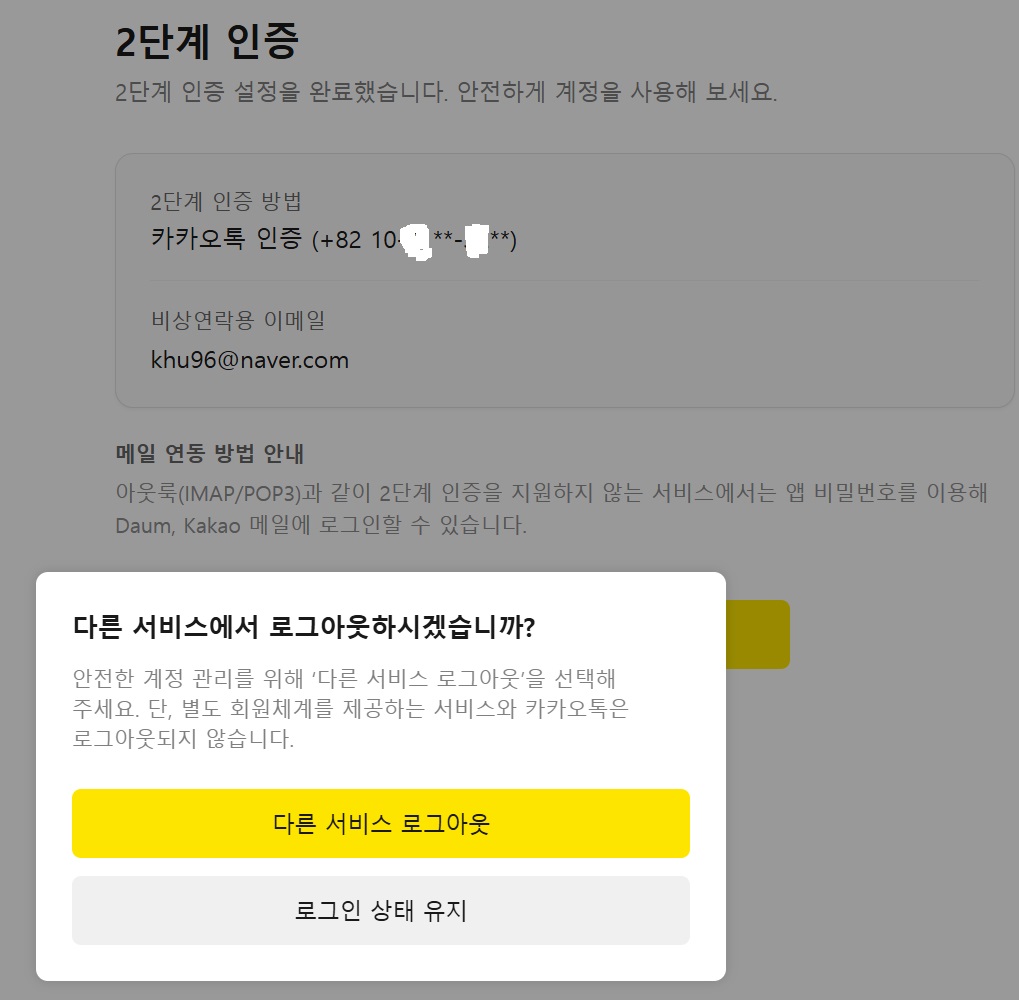 2단계 인증
2단계 인증 설정을 완료했습니다. 안전하게 계정을 사용해 보세요.
2단계 인증 방법
카카오톡 인증 (+82 10- **- **)
비상연락용 이메일
khu96@naver.com
메일 연동 방법 안내
아웃룩(IMAP/POP3)과 같이 2단계 인증을 지원하지 않는 서비스에서는 앱 비밀번호를 이용해
Daum, Kakao 메일에 로그인할 수 있습니다.
다른 서비스에서 로그아웃하시겠습니까?
안전한 계정 관리를 위해 ‘다른 서비스 로그아웃’을 선택해
주세요. 단, 별도 회원체계를 제공하는 서비스와 카카오톡은
로그아웃되지 않습니다.
다른 서비스 로그아웃
로그인 상태 유지